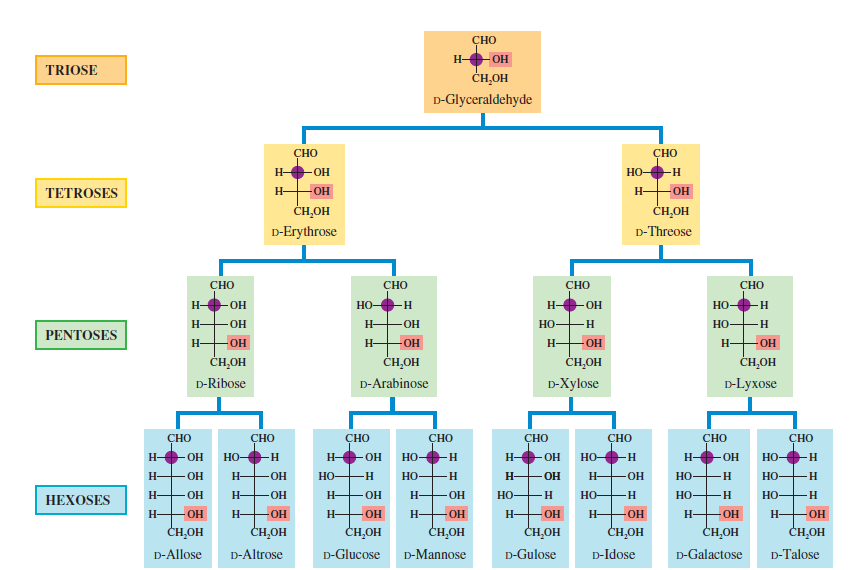 CHO
H OH
CH2OH
D-Glyceraldehyde
TRIOSE
CHO CHO
H OH HO H
H OH H OH
CH2OH CH2OH
D-Erythrose D-Threose
TETROSES
CHO CHO CHO CHO
H OH HO H H OH HO H
H OH H OH HO H HO H
H OH H OH H OH H OH
CH2OH CH2OH CH2OH CH2OH
D-Ribose D-Arabinose D-Xylose D-Lyxose
PENTOSES
CHO CHO CHO CHO CHO CHO CHO CHO
H OH HO H H OH HO H H OH HO H H OH HO H
H OH H OH HO H HO H H OH H OH HO H HO H
H OH H OH H OH H OH HO H HO H HO H HO H
H OH H OH H OH H OH H OH H OH H OH H OH
CH2OH CH2OH CH2OH CH2OH CH2OH CH2OH CH2OH CH2OH
D-Allose D-Altrose D-Glucose D-Mannose D-Gulose D-Idose D-Galactose D-Talose
HEXOSES